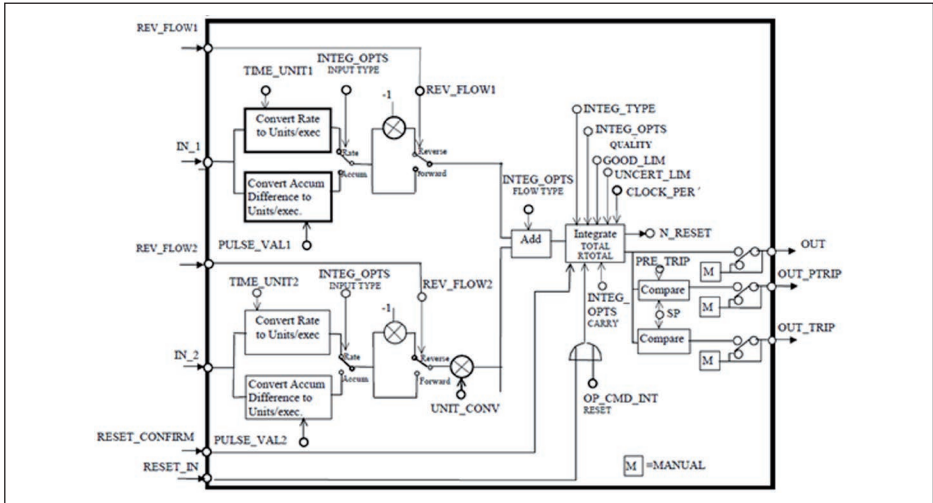 REV_FLOW1
TIME_UNIT1
INTEG_OPTS
INPUT TYPE
-1
REV_FLOW1
Convert Rate
to Units/exec
IN_1
Rate
Accum.
Reverse
Forward
Convert Accum
Difference to
Units/exec.
PULSE_VAL1
INTEG_TYPE
INTEG_OPTS
QUALITY
GOOD_LIM
UNCERT_LIM
CLOCK_PER
INTEG_OPTS
FLOW TYPE
Add
Integrate
TOTAL
RTOTAL
N_RESET
OUT
M
PRE_TRIP
Compare
OUT_PTRIP
M
SP
Compare
OUT_TRIP
M
INTEG_
OPTS
CARRY
REV_FLOW2
TIME_UNIT2
INTEG_OPTS
INPUT TYPE
-1
REV_FLOW2
Convert Rate
to Units/exec
IN_2
Rate
Accum.
Reverse
Forward
Convert Accum
Difference to
Units/exec.
PULSE_VAL2
UNIT_CONV
OP_CMD_INT
RESET
RESET_CONFIRM
RESET_IN
M =MANUAL